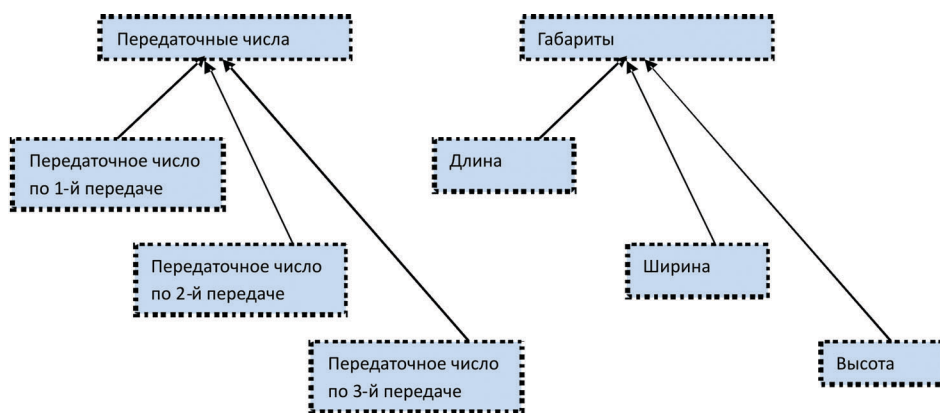 Передаточные числа
Габариты
Передаточное число
по 1-й передаче
Длина
Передаточное число
по 2-й передаче
Ширина
Передаточное число
по 3-й передаче
Высота